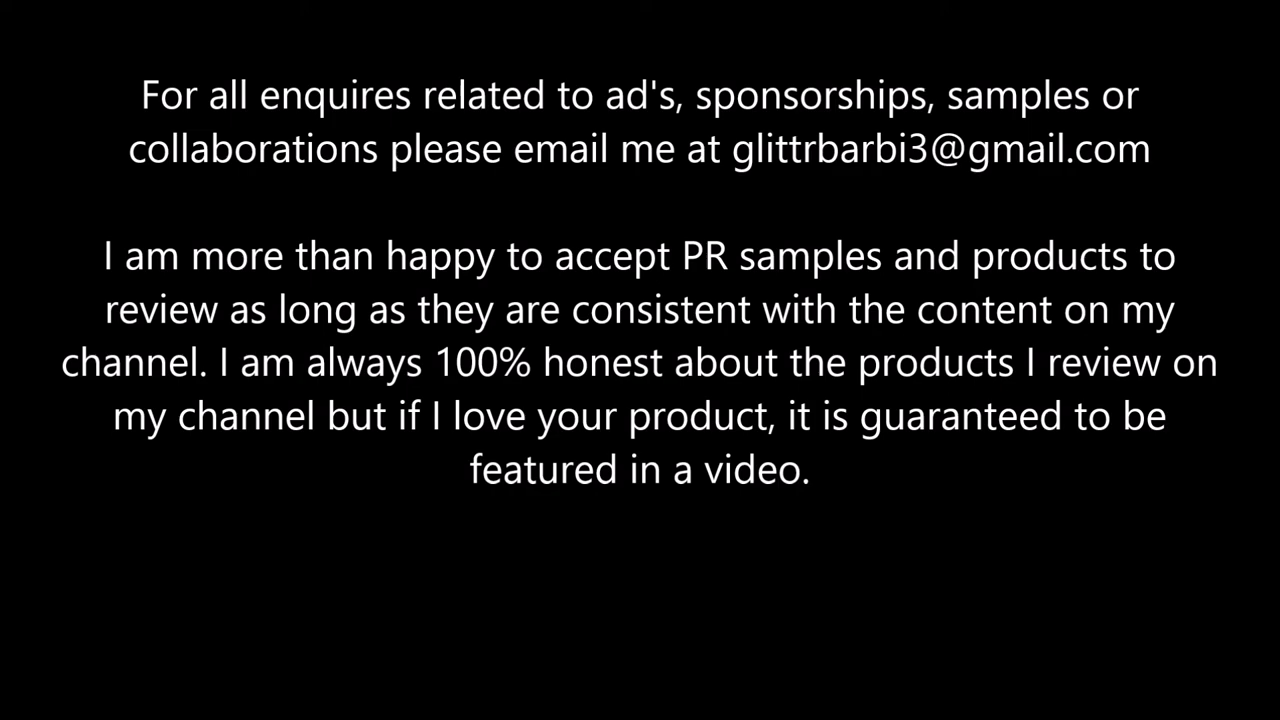 For all enquires related to ad's, sponsorships, samples or
collaborations please email me at glittrbarbi3@gmail.com
I am more than happy to accept PR samples and products to
review as long as they are consistent with the content on my
channel. I am always 100% honest about the products I review on
my channel but if I love your product, it is guaranteed to be
featured in a video.